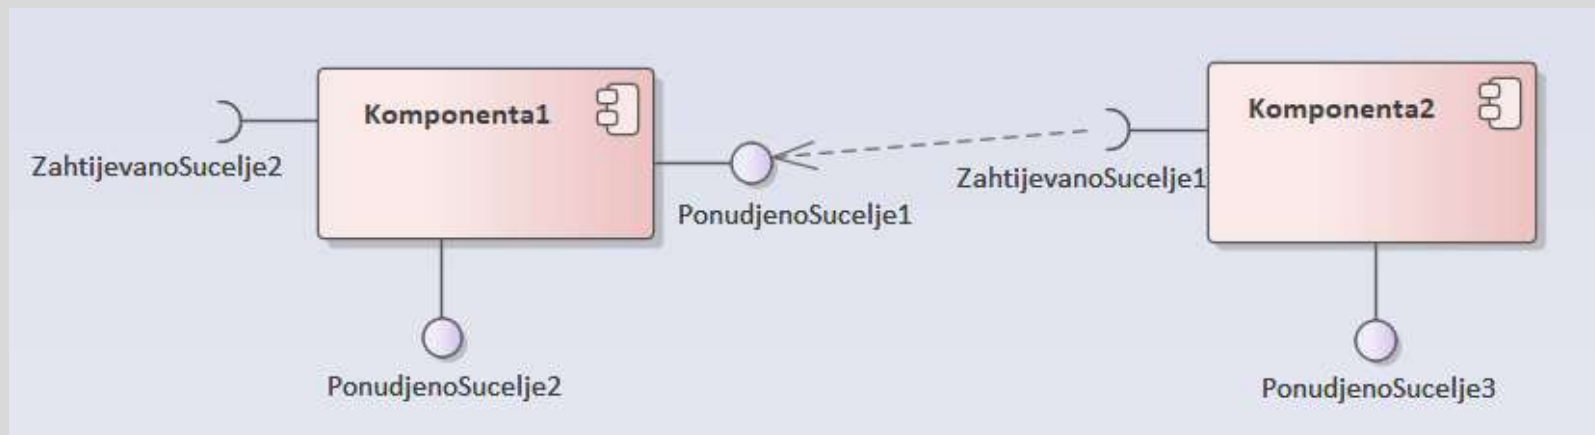 Komponenta1
Komponenta2
ZahtijevanoSucelje2
ZahtijevanoSucelje1
PonudjenoSucelje1
PonudjenoSucelje2
PonudjenoSucelje3